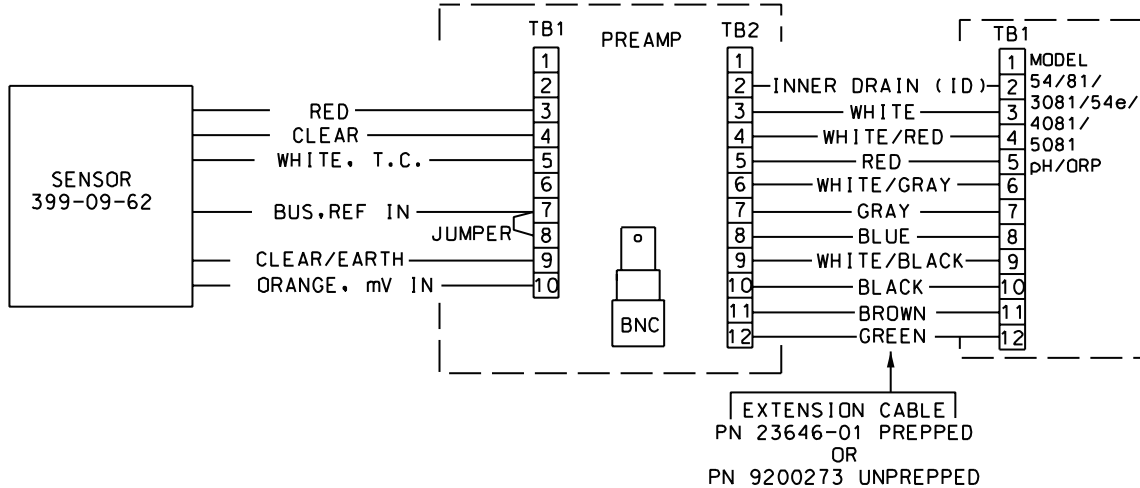 TB1
PREAMP
TB2
TB1
1
2
3
4
5
6
7
8
9
10
1
2
3
4
5
6
7
8
9
10
11
12
1
2
3
4
5
6
7
8
9
10
11
12
MODEL
54/81/
3081/54e/
4081/
5081
pH/ORP
SENSOR
399-09-62
RED
CLEAR
WHITE, T.C.
BUS,REF IN
JUMPER
CLEAR/EARTH
ORANGE, mV IN
BNC
INNER DRAIN (ID)
WHITE
WHITE/RED
RED
WHITE/GRAY
GRAY
BLUE
WHITE/BLACK
BLACK
BROWN
GREEN
EXTENSION CABLE
PN 23646-01 PREPPED
OR
PN 9200273 UNPREPPED